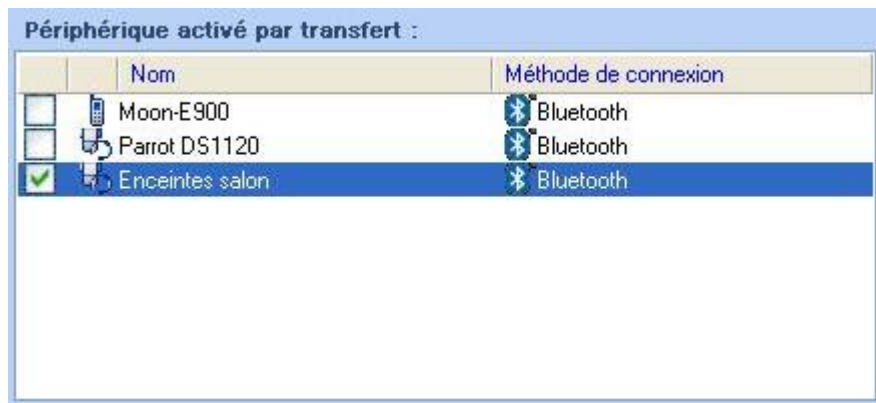 Périphérique activé par transfert :
Nom Méthode de connexion
Moon-E900 Bluetooth
Parrot DS1120 Bluetooth
Enceintes salon Bluetooth